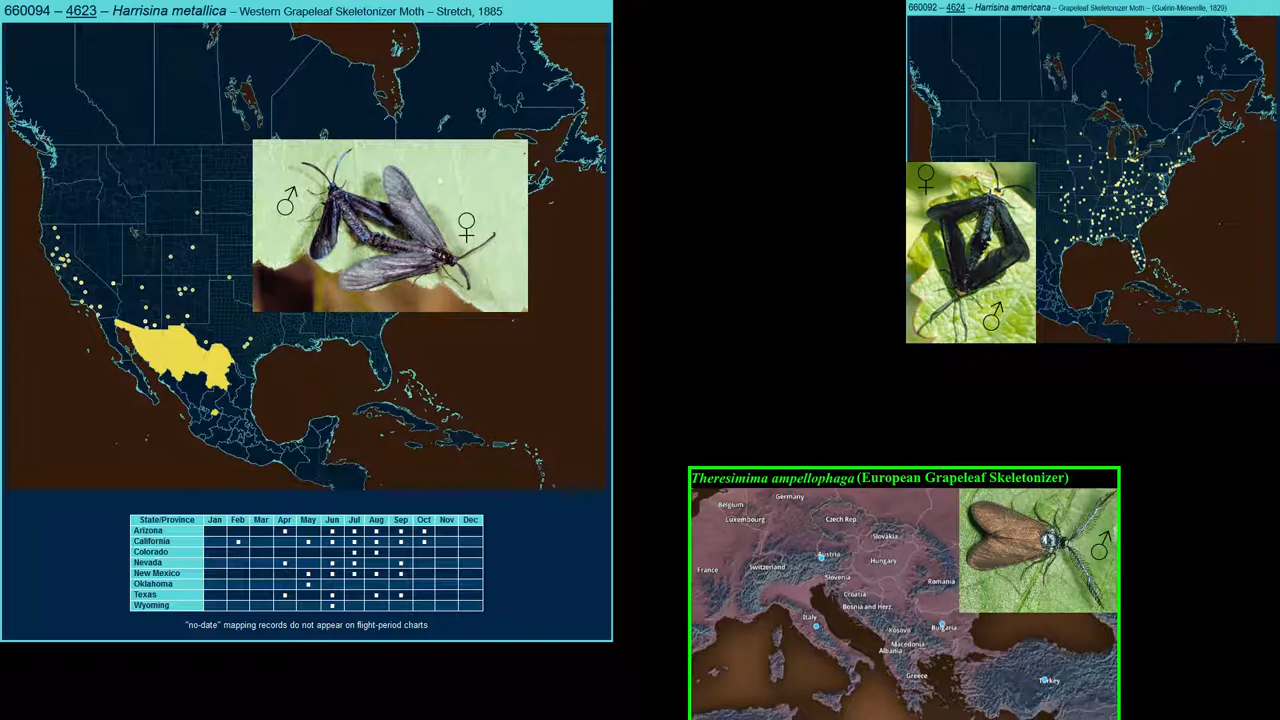 660094 – 4623 – Harrisina metallica – Western Grapeleaf Skeletonizer Moth – Stretch, 1885
♂
♀
State/Province Jan Feb Mar Apr May Jun Jul Aug Sep Oct Nov Dec
Arizona
California
Colorado
Nevada
New Mexico
Oklahoma
Texas
Wyoming
"no-date" mapping records do not appear on flight-period charts
660092 – 4624 – Harrisina americana – Grapeleaf Skeletonizer Moth – (Guérin-Méneville, 1829)
♀
♂
Theresimima ampellophaga (European Grapeleaf Skeletonizer)
Germany
Belgium
Luxembourg
Czech Rep.
Slovakia
Austria
♂
France
Switzerland
Hungary
Slovenia
Romania
Croatia
Bosnia and Herz.
Italy
Kosovo
Bulgaria
Macedonia
Albania
Greece
Turkey